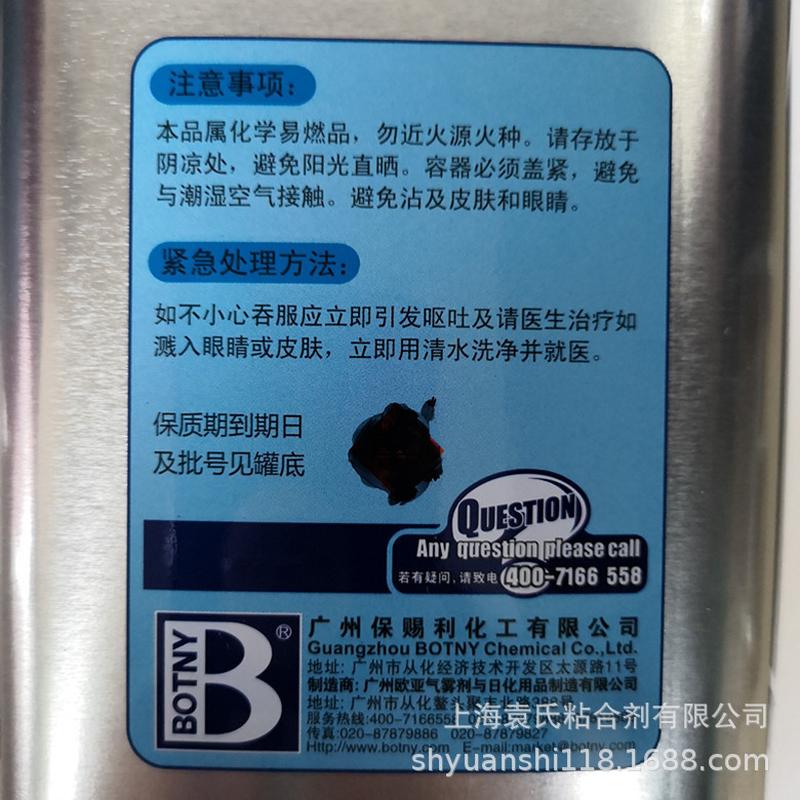 注意事项:
本品属化学易燃品，勿近火源火种。请存放于
阴凉处，避免阳光直晒。容器必须盖紧，避免
与潮湿空气接触。避免沾及皮肤和眼睛。
紧急处理方法:
如不小心吞服应立即引发呕吐及请医生治疗如
溅入眼睛或皮肤，立即用清水洗净并就医。
保质期到期日
及批号见罐底
QUESTION
Any question please call
若有疑问、请致电 400-7166 558
BOTNY
B®
广州保赐利化工有限公司
Guangzhou BOTNY Chemical Co.,Ltd.
地址: 广州市从化经济技术开发区太源路11号
制造商: 广州欧亚气雾剂与日化用品制造有限公司
地址: 广州市从化鳌头聚
服务热线:400-7166558
传真:020-87879886 020-87879827
Http://www.botny.com E-mail:market@botny.com
上海袁氏粘合剂有限公司
shyuanshi118.1688.com